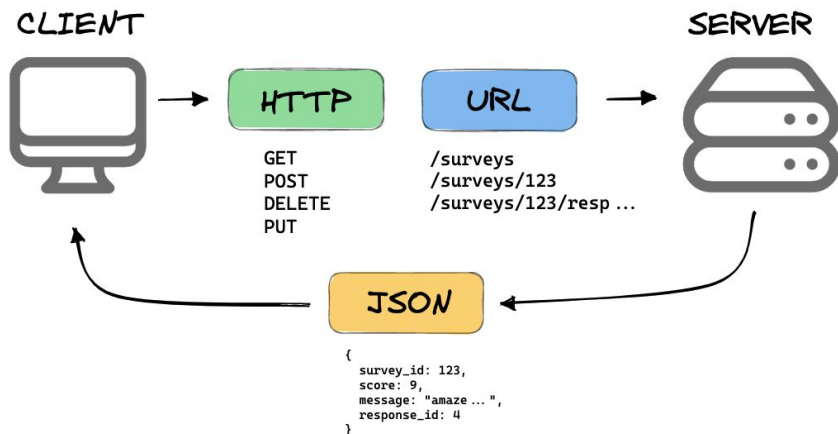 CLIENT
SERVER
HTTP
URL
GET
POST
DELETE
PUT
/surveys
/surveys/123
/surveys/123/resp...
JSON
{
survey_id: 123,
score: 9,
message: "amaze...",
response_id: 4
}